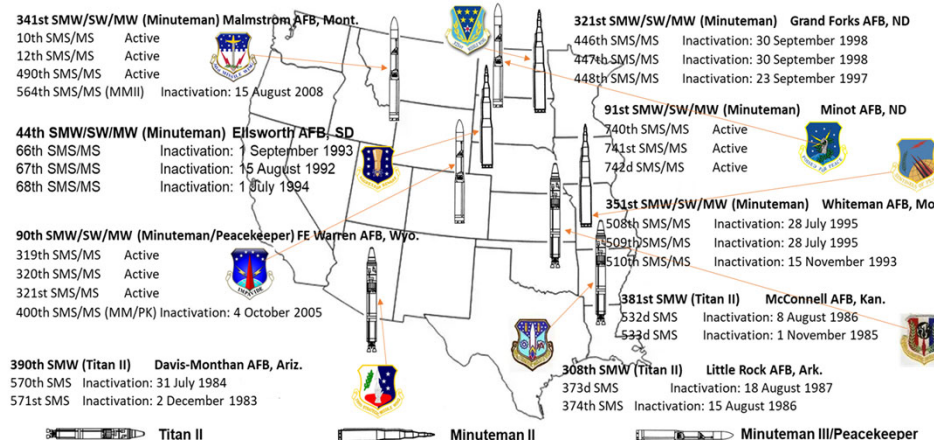 341st SMW/SW/MW (Minuteman) Malmstrom AFB, Mont.
10th SMS/MS Active
12th SMS/MS Active
490th SMS/MS Active
564th SMS/MS (MMII) Inactivation: 15 August 2008
44th SMW/SW/MW (Minuteman) Ellsworth AFB, SD
66th SMS/MS Inactivation: 1 September 1993
67th SMS/MS Inactivation: 15 August 1992
68th SMS/MS Inactivation: 1 July 1994
90th SMW/SW/MW (Minuteman/Peacekeeper) FE Warren AFB, Wyo.
319th SMS/MS Active
320th SMS/MS Active
321st SMS/MS Active
400th SMS/MS (MM/PK) Inactivation: 4 October 2005
390th SMW (Titan II) Davis-Monthan AFB, Ariz.
570th SMS Inactivation: 31 July 1984
571st SMS Inactivation: 2 December 1983
321st SMW/SW/MW (Minuteman) Grand Forks AFB, ND
446th SMS/MS Inactivation: 30 September 1998
447th SMS/MS Inactivation: 30 September 1998
448th SMS/MS Inactivation: 23 September 1997
91st SMW/SW/MW (Minuteman) Minot AFB, ND
740th SMS/MS Active
741st SMS/MS Active
742d SMS/MS Active
351st SMW/SW/MW (Minuteman) Whiteman AFB, Mo
508th SMS/MS Inactivation: 28 July 1995
509th SMS/MS Inactivation: 28 July 1995
510th SMS/MS Inactivation: 15 November 1993
381st SMW (Titan II) McConnell AFB, Kan.
532d SMS Inactivation: 8 August 1986
533d SMS Inactivation: 1 November 1985
308th SMW (Titan II) Little Rock AFB, Ark.
373d SMS Inactivation: 18 August 1987
374th SMS Inactivation: 15 August 1986
Titan II
Minuteman II
Minuteman III/Peacekeeper